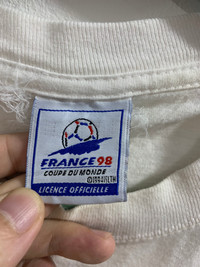 FRANCE 98
COUPE DU MONDE
LICENCE OFFICIELLE